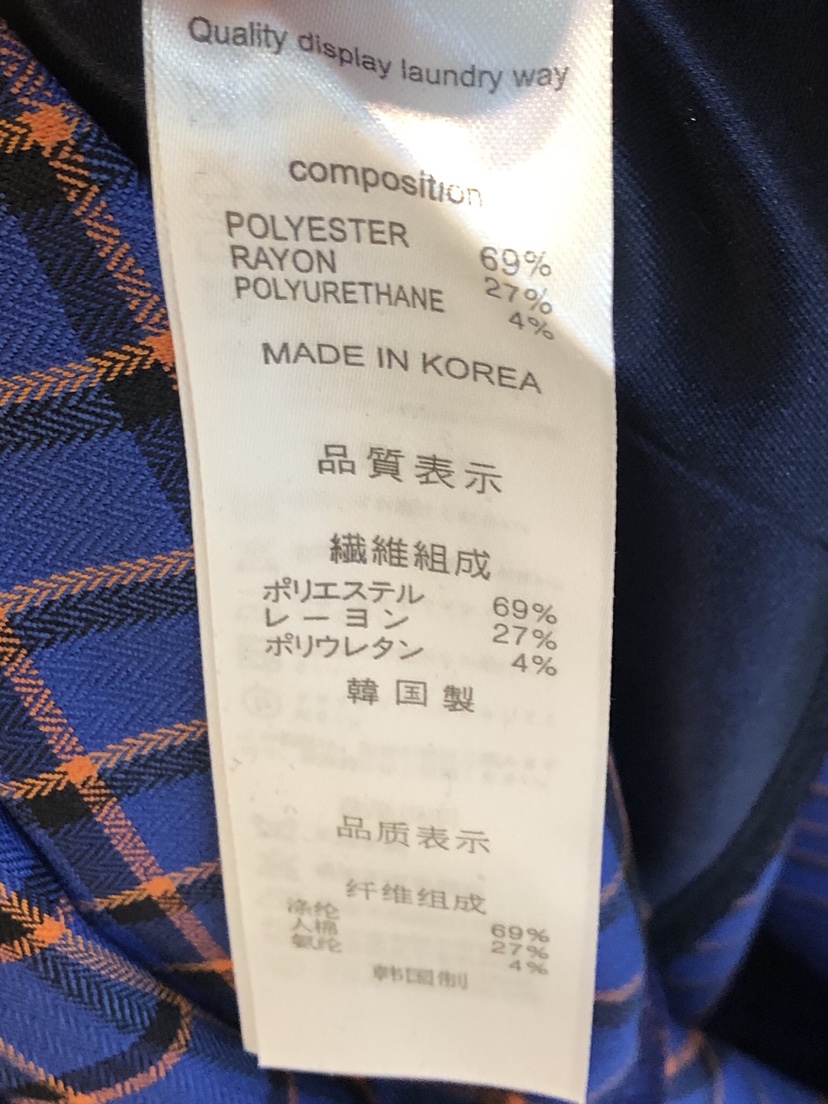 Quality display laundry way
composition
POLYESTER 69%
RAYON 27%
POLYURETHANE 4%
MADE IN KOREA
品質表示
繊維組成
ポリエステル 69%
レーヨン 27%
ポリウレタン 4%
韓国製
品质表示
纤维组成
涤纶 69%
人棉 27%
氨纶 4%
韩国制